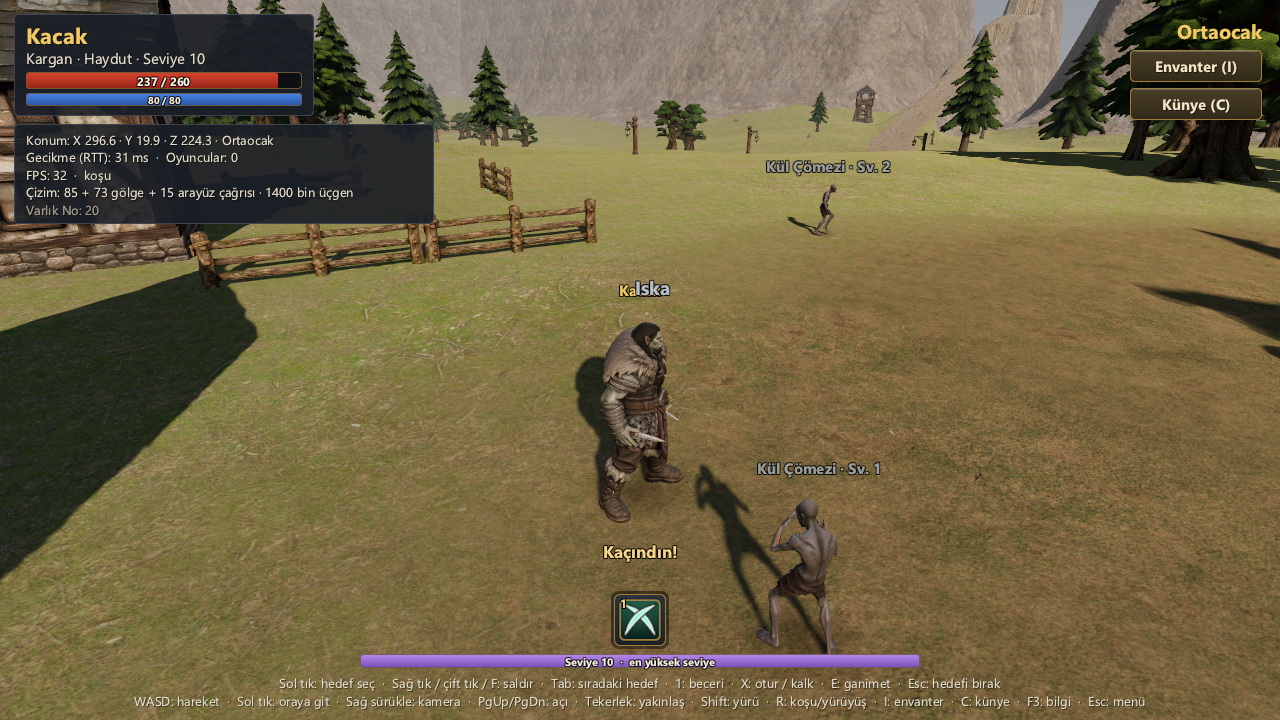 Kacak
Kargan · Haydut · Seviye 10
237 / 260
80 / 80
Konum: X 296.6 · Y 19.9 · Z 224.3 · Ortaocak
Gecikme (RTT): 31 ms · Oyuncular: 0
FPS: 32 · koşu
Çizim: 85 + 73 gölge + 15 arayüz çağrısı · 1400 bin üçgen
Varlık No: 20
Ortaocak
Envanter (I)
Künye (C)
Kül Çömezi · Sv. 2
Iska
Kül Çömezi · Sv. 1
Kaçındın!
1
Seviye 10 · en yüksek seviye
Sol tık: hedef seç · Sağ tık / çift tık / F: saldır · Tab: sıradaki hedef · 1: beceri · X: otur / kalk · E: ganimet · Esc: hedefi bırak
WASD: hareket · Sol tık: oraya git · Sağ sürükle: kamera · PgUp/PgDn: açı · Tekerlek: yakınlaş · Shift: yürü · R: koşu/yürüyüş · I: envanter · C: künye · F3: bilgi · Esc: menü